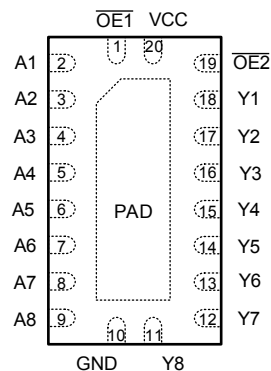 OE1 VCC
1 20
A1 2 19 OE2
A2 3 18 Y1
A3 4 17 Y2
A4 5 16 Y3
A5 6 PAD 15 Y4
A6 7 14 Y5
A7 8 13 Y6
A8 9 12 Y7
10 11
GND Y8